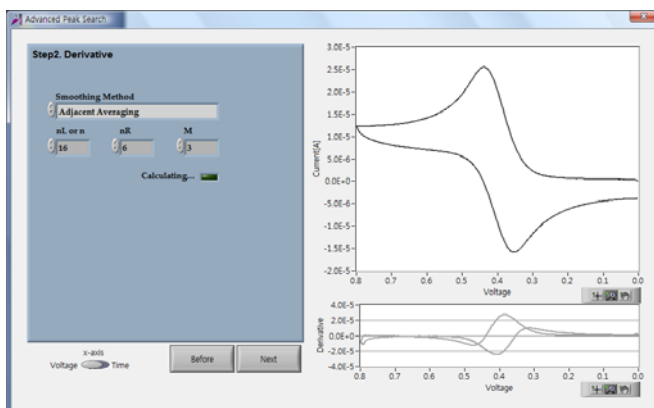 Advanced Peak Search
Step2. Derivative
Smoothing Method
Adjacent Averaging
nL or n nR M
16 6 3
Calculating...
x-axis
Voltage Time
Before Next
Current[A]
3.0E-5
2.5E-5
2.0E-5
1.5E-5
1.0E-5
5.0E-6
0.0E+0
-5.0E-6
-1.0E-5
-1.5E-5
-2.0E-5
0.8 0.7 0.6 0.5 0.4 0.3 0.2 0.1 0.0
Voltage
Derivative
4.0E-5
2.0E-5
0.0E+0
-2.0E-5
-4.0E-5
0.8 0.7 0.6 0.5 0.4 0.3 0.2 0.1 0.0
Voltage